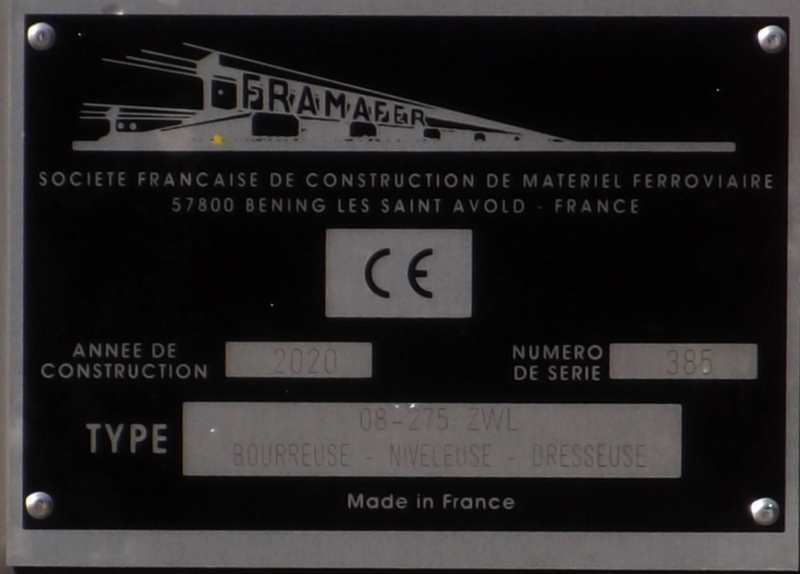 FRAMAFER
SOCIETE FRANCAISE DE CONSTRUCTION DE MATERIEL FERROVIAIRE
57800 BENING LES SAINT AVOLD - FRANCE
CE
ANNEE DE CONSTRUCTION 2020
NUMERO DE SERIE 385
TYPE 08-275 ZWL
BOURREUSE - NIVELEUSE - DRESSEUSE
Made in France